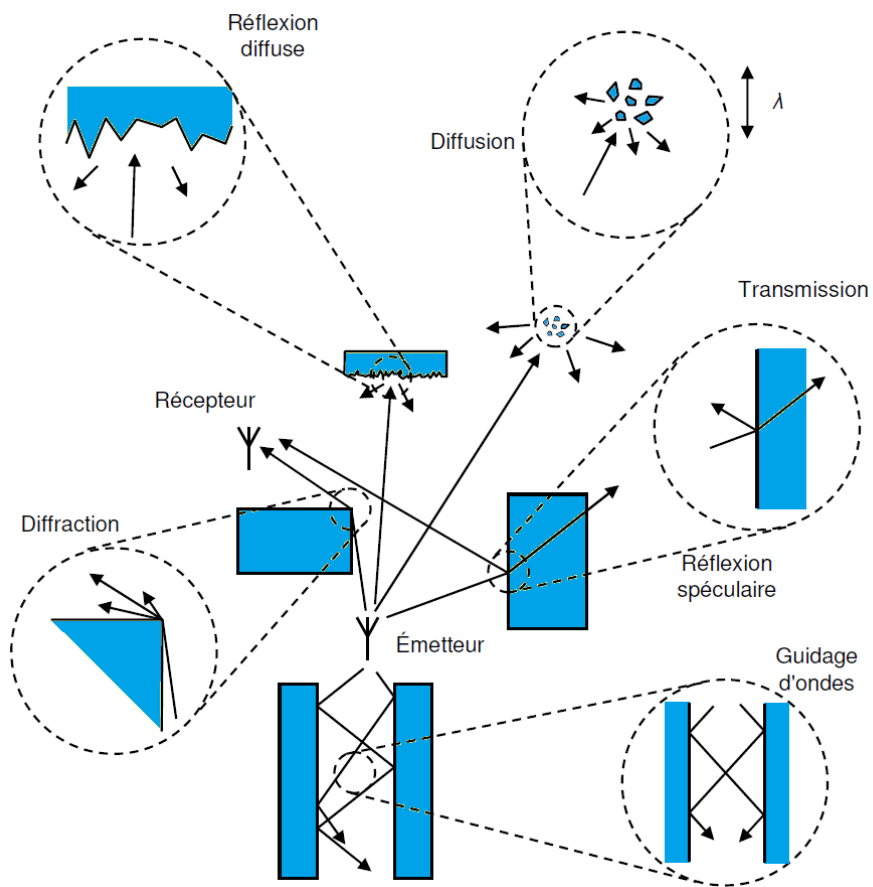 Réflexion
diffuse
Diffusion
λ
Transmission
Récepteur
Diffraction
Réflexion
spéculaire
Émetteur
Guidage
d'ondes